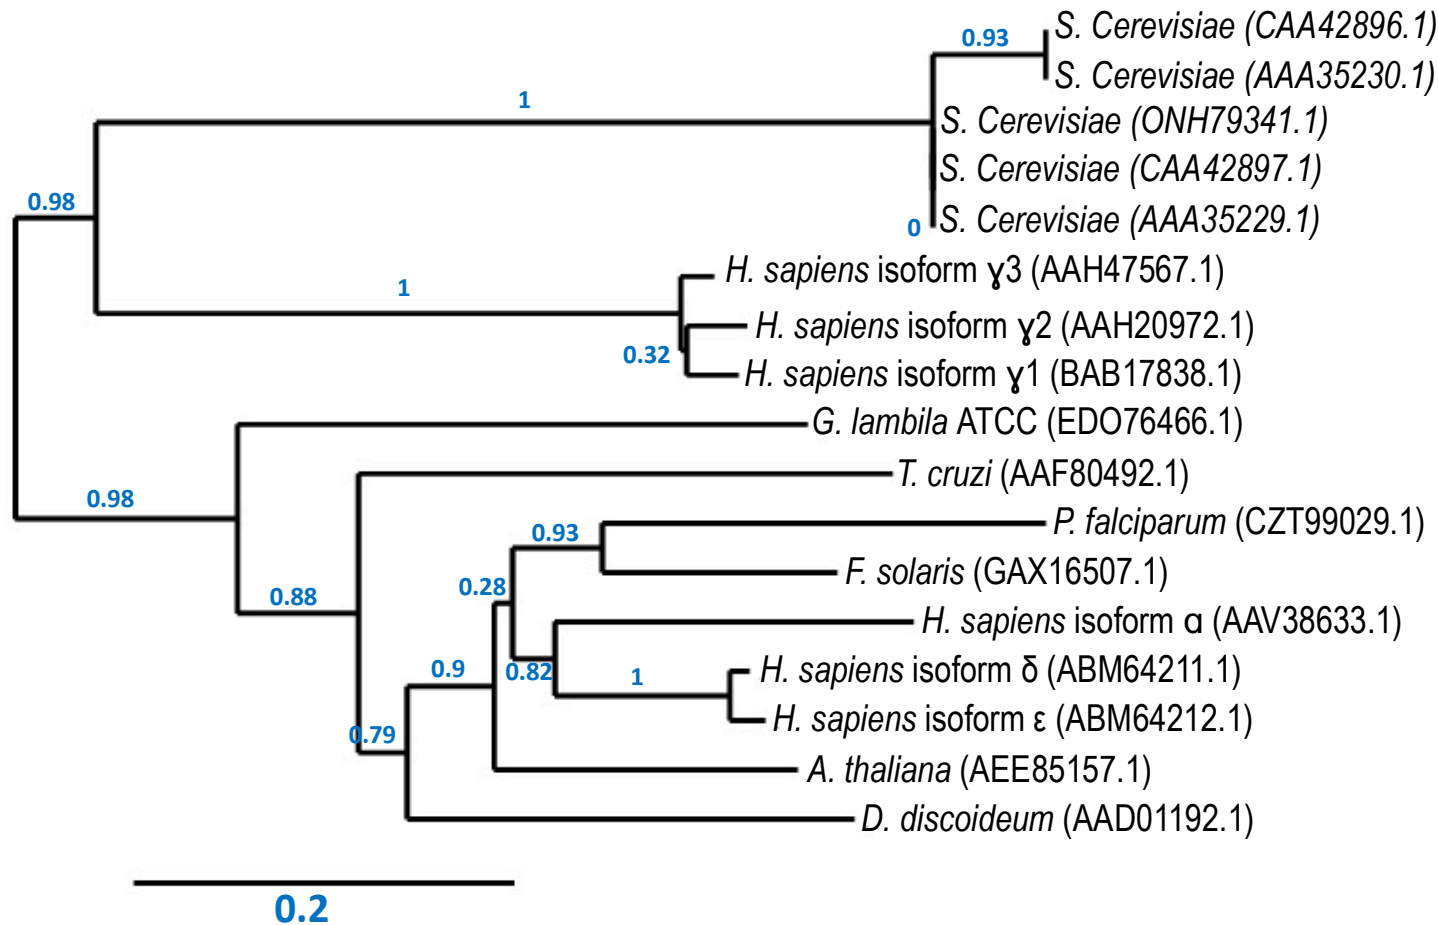 S. Cerevisiae (CAA42896.1)
0.93
S. Cerevisiae (AAA35230.1)
1
S. Cerevisiae (ONH79341.1)
S. Cerevisiae (CAA42897.1)
0.98
0
S. Cerevisiae (AAA35229.1)
H. sapiens isoform ɣ3 (AAH47567.1)
1
H. sapiens isoform ɣ2 (AAH20972.1)
0.32
H. sapiens isoform ɣ1 (BAB17838.1)
G. lambila ATCC (EDO76466.1)
T. cruzi (AAF80492.1)
0.98
P. falciparum (CZT99029.1)
0.93
F. solaris (GAX16507.1)
0.28
0.88
H. sapiens isoform ɑ (AAV38633.1)
0.9
0.82
1
H. sapiens isoform δ (ABM64211.1)
H. sapiens isoform ε (ABM64212.1)
0.79
A. thaliana (AEE85157.1)
D. discoideum (AAD01192.1)
0.2